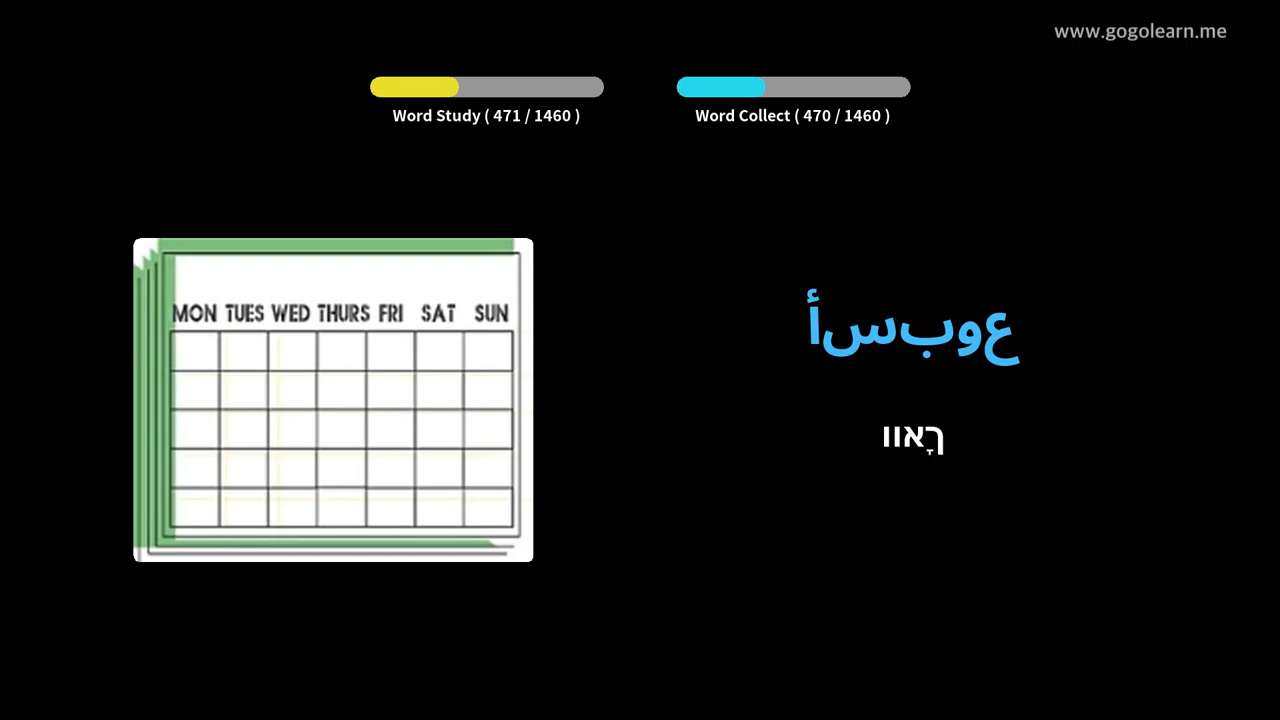 www.gogolearn.me
Word Study ( 471 / 1460 )
Word Collect ( 470 / 1460 )
MON TUES WED THURS FRI SAT SUN
عوبسأ
ךָאוו